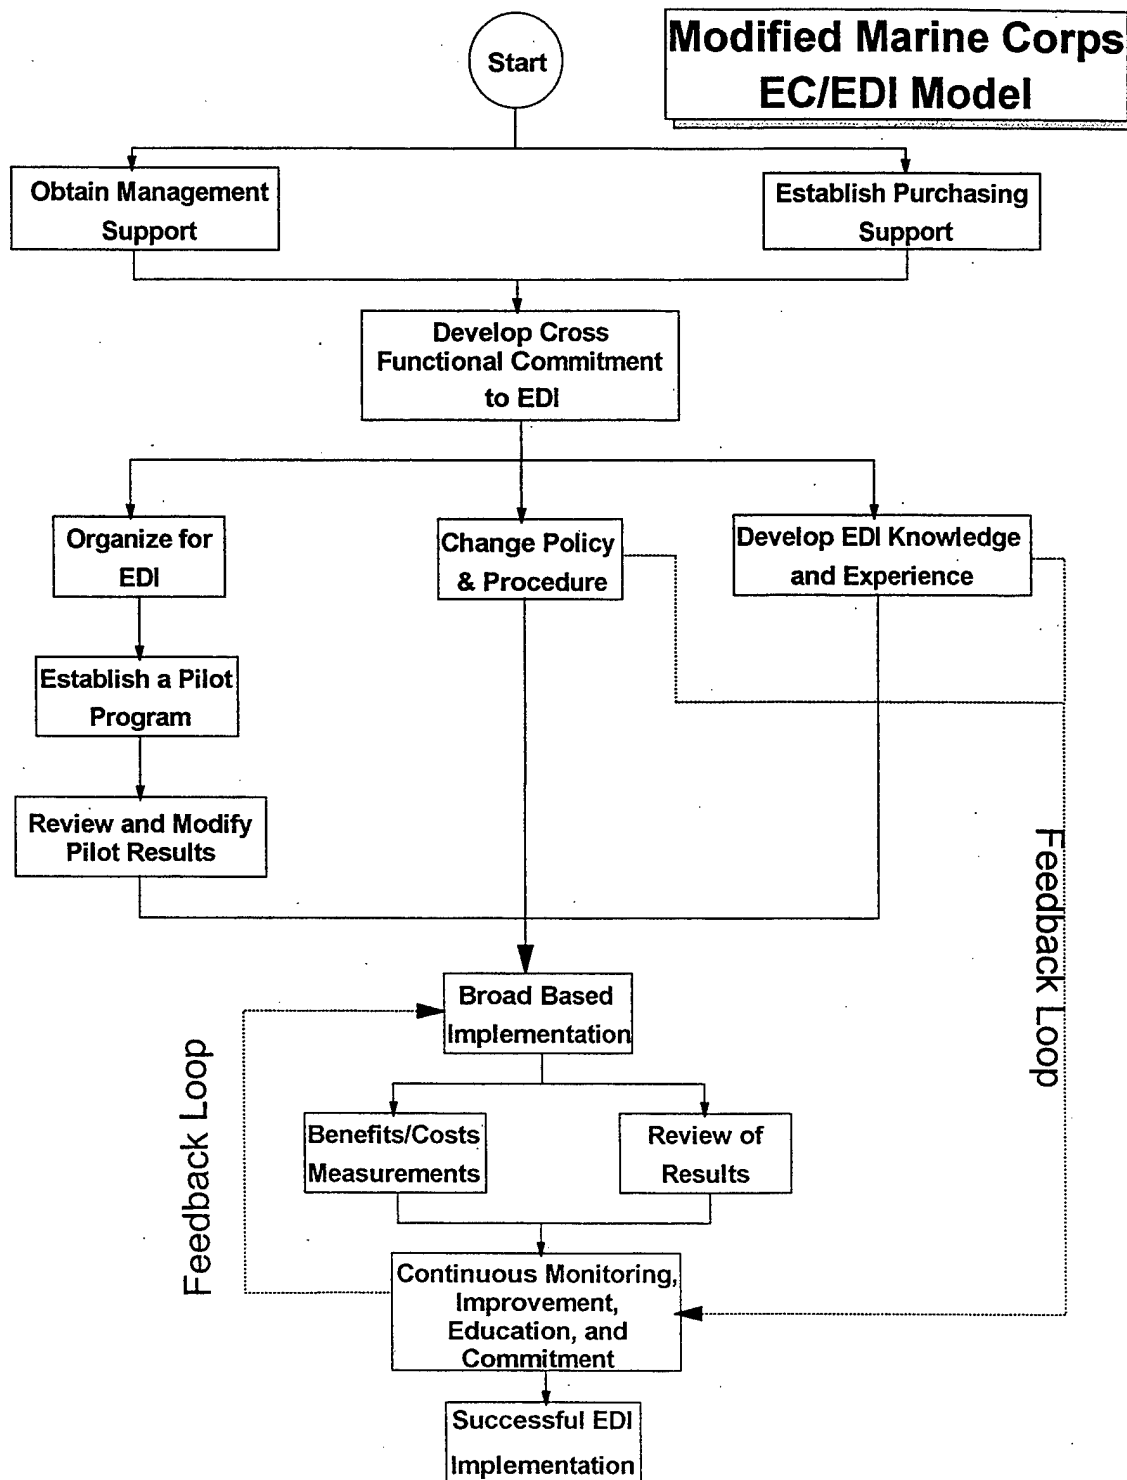 Modified Marine Corps
EC/EDI Model
Start
Obtain Management
Support
Establish Purchasing
Support
Develop Cross
Functional Commitment
to EDI
Organize for
EDI
Change Policy
& Procedure
Develop EDI Knowledge
and Experience
Establish a Pilot
Program
Review and Modify
Pilot Results
Feedback Loop
Broad Based
Implementation
Feedback Loop
Benefits/Costs
Measurements
Review of
Results
Continuous Monitoring,
Improvement,
Education, and
Commitment
Successful EDI
Implementation